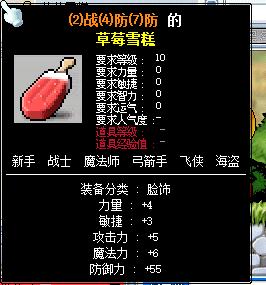 (2)战(4)防(7)防 的
草莓雪糕
要求等级： 10
要求力量： 0
要求敏捷： 0
要求智力： 0
要求运气： 0
要求人气度： -
道具等级： -
道具经验值： -
新手 战士 魔法师 弓箭手 飞侠 海盗
装备分类 ： 脸饰
力量 ： +4
敏捷 ： +3
攻击力 ： +5
魔法力 ： +6
防御力 ： +55